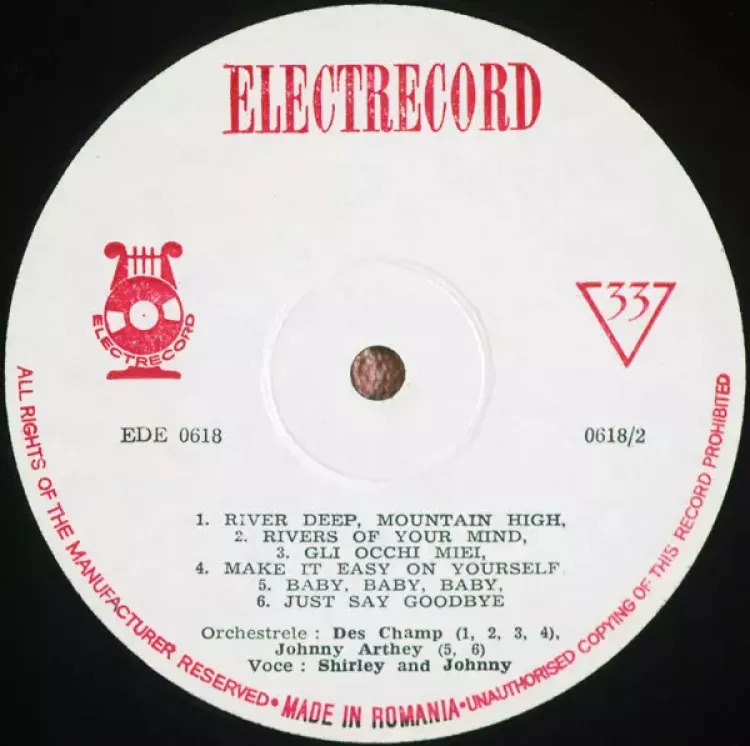 ELECTRECORD
ELECTRECORD
33
EDE 0618
0618/2
1. RIVER DEEP, MOUNTAIN HIGH,
2. RIVERS OF YOUR MIND,
3. GLI OCCHI MIEI,
4. MAKE IT EASY ON YOURSELF.
5. BABY, BABY, BABY,
6. JUST SAY GOODBYE
Orchestrele : Des Champ (1, 2, 3, 4),
Johnny Arthey (5, 6)
Voce : Shirley and Johnny
ALL RIGHTS OF THE MANUFACTURER RESERVED • MADE IN ROMANIA • UNAUTHORISED COPYING OF THIS RECORD PROHIBITED